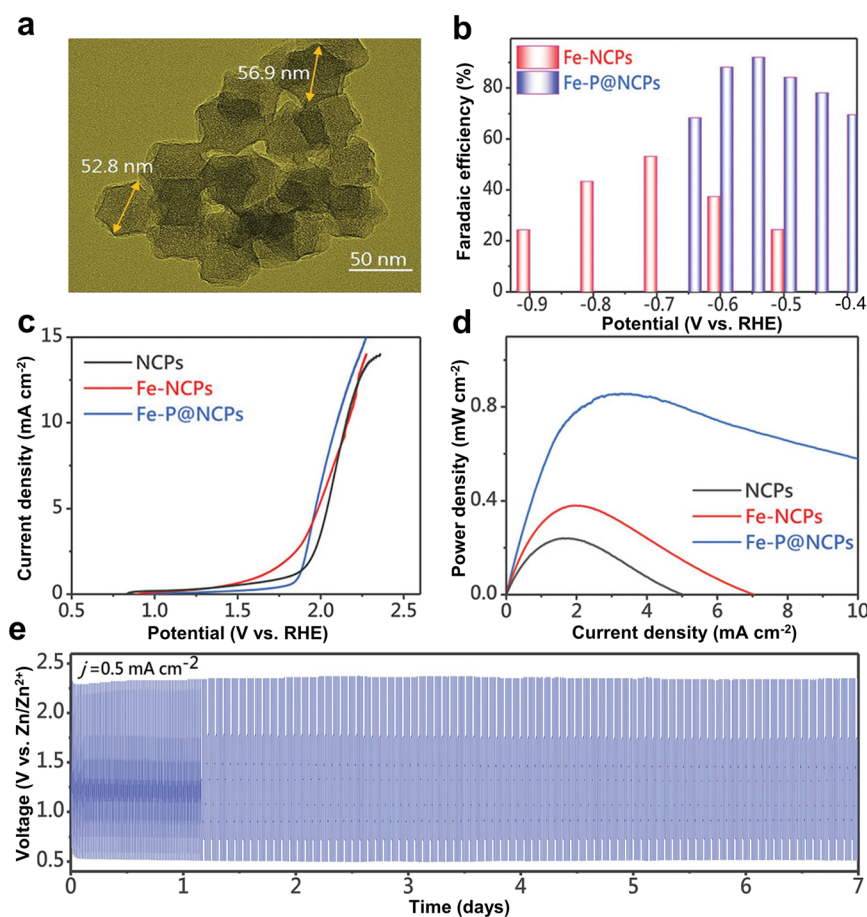 a
56.9 nm
52.8 nm
50 nm
b
Fe-NCPs
Fe-P@NCPs
Faradaic efficiency (%)
80
60
40
20
0
-0.9 -0.8 -0.7 -0.6 -0.5 -0.4
Potential (V vs. RHE)
c
NCPs
Fe-NCPs
Fe-P@NCPs
Current density (mA cm-2)
15
10
5
0
0.5 1.0 1.5 2.0 2.5
Potential (V vs. RHE)
d
Power density (mW cm-2)
0.8
0.4
0.0
NCPs
Fe-NCPs
Fe-P@NCPs
0 2 4 6 8 10
Current density (mA cm-2)
e
j=0.5 mA cm-2
Voltage (V vs. Zn/Zn2+)
2.5
2.0
1.5
1.0
0.5
0 1 2 3 4 5 6 7
Time (days)